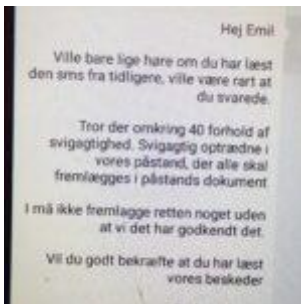 Hej Emil
Ville bare lige høre om du har læst
den sms fra tidligere, ville være rart at
du svarede.
Tror der omkring 40 forhold af
svigagtighed. Svigagtig optrædne i
vores påstand, der alle skal
fremlægges i påstands dokument
I må ikke fremlagge retten noget uden
at vi det har godkendt det.
Vil du godt bekræfte at du har læst
vores beskeder